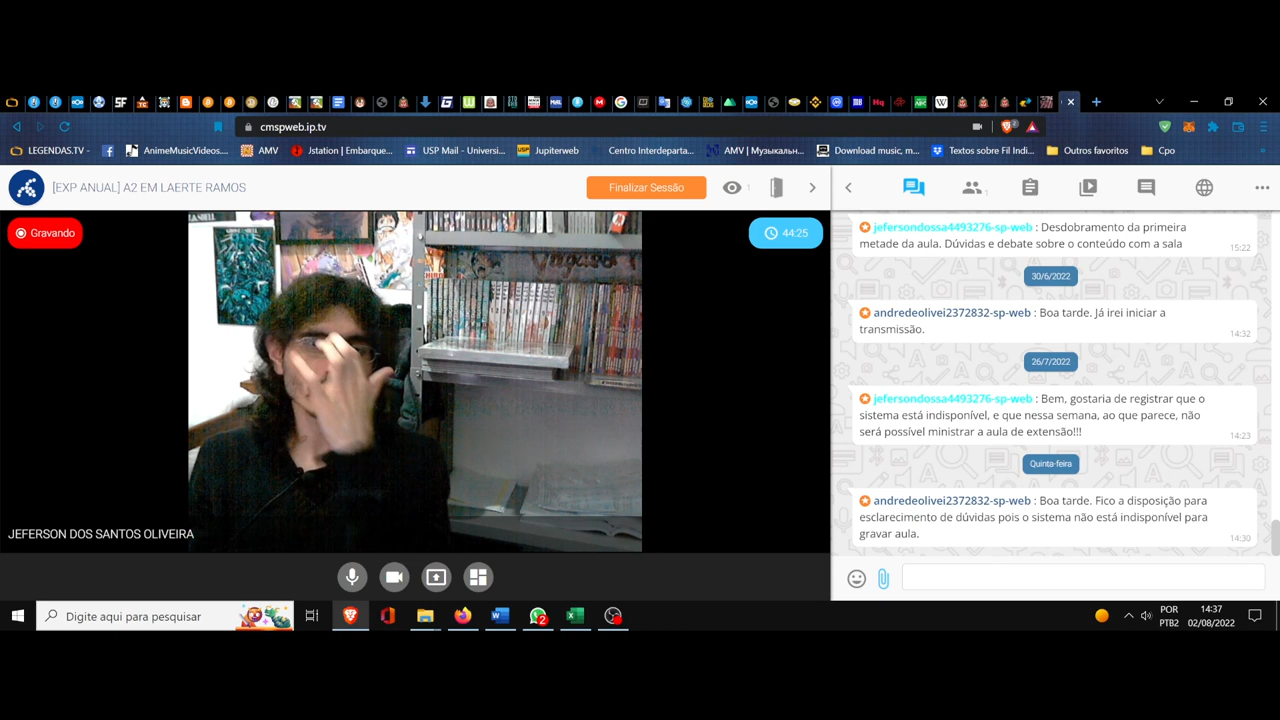 cmspweb.ip.tv
2
LEGENDAS.TV -
AnimeMusicVideos....
AMV
Jstation | Embarque...
USP Mail - Universi...
Jupiterweb
Centro Interdeparta...
AMV | Музыкальн...
Download music, m...
Textos sobre Fil Indi...
Outros favoritos
Cpo
[EXP ANUAL] A2 EM LAERTE RAMOS
Finalizar Sessão
1
1
Gravando
44:25
JEFERSON DOS SANTOS OLIVEIRA
jefersondossa4493276-sp-web : Desdobramento da primeira
metade da aula. Dúvidas e debate sobre o conteúdo com a sala
15:22
30/6/2022
andredeolivei2372832-sp-web : Boa tarde. Já irei iniciar a
transmissão.
14:32
26/7/2022
jefersondossa4493276-sp-web : Bem, gostaria de registrar que o
sistema está indisponível, e que nessa semana, ao que parece, não
será possível ministrar a aula de extensão!!!
14:23
Quinta-feira
andredeolivei2372832-sp-web : Boa tarde. Fico a disposição para
esclarecimento de dúvidas pois o sistema não está indisponível para
gravar aula.
14:30
Digite aqui para pesquisar
2
POR
PTB2
14:37
02/08/2022